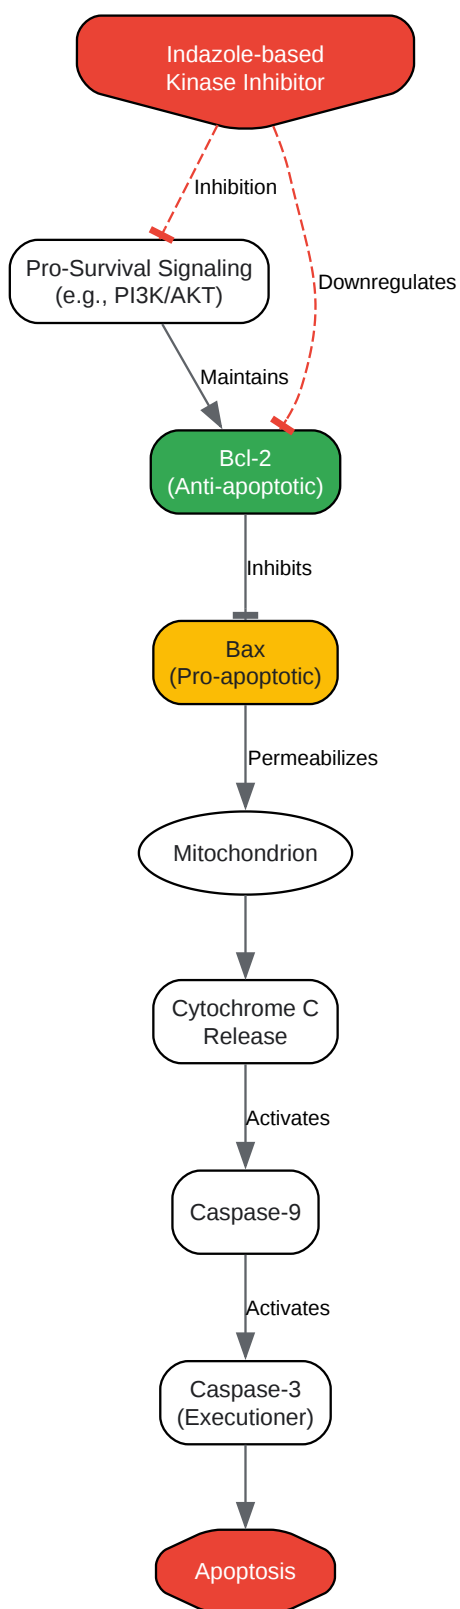 Indazole-based
Kinase Inhibitor
Inhibition
Pro-Survival Signaling
(e.g., PI3K/AKT)
Downregulates
Maintains
Bcl-2
(Anti-apoptotic)
Inhibits
Bax
(Pro-apoptotic)
Permeabilizes
Mitochondrion
Cytochrome C
Release
Activates
Caspase-9
Activates
Caspase-3
(Executioner)
Apoptosis